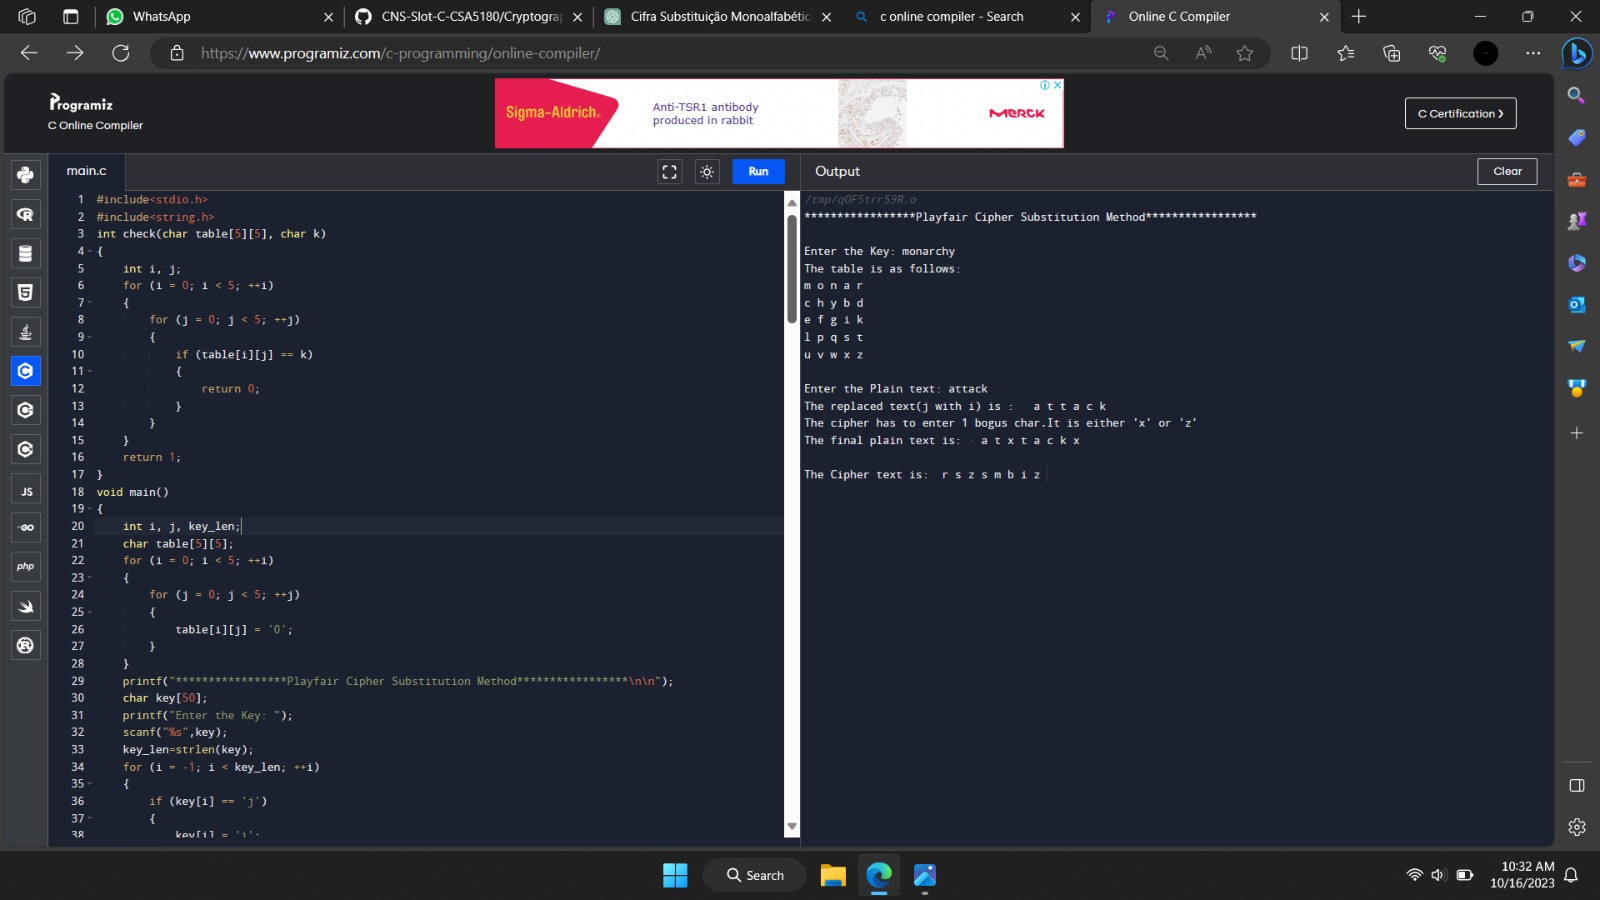 WhatsApp
CNS-Slot-C-CSA5180/Cryptogra
Cifra Substituição Monoalfabétic
c online compiler - Search
Online C Compiler
https://www.programiz.com/c-programming/online-compiler/
Programiz
C Online Compiler
Sigma-Aldrich.
Anti-TSR1 antibody
produced in rabbit
MERCK
C Certification >
main.c
Run
Output
Clear
1 #include<stdio.h>
2 #include<string.h>
3 int check(char table[5][5], char k)
4 {
5 int i, j;
6 for (i = 0; i < 5; ++i)
7 {
8 for (j = 0; j < 5; ++j)
9 {
10 if (table[i][j] == k)
11 {
12 return 0;
13 }
14 }
15 }
16 return 1;
17 }
18 void main()
19 {
20 int i, j, key_len;
21 char table[5][5];
22 for (i = 0; i < 5; ++i)
23 {
24 for (j = 0; j < 5; ++j)
25 {
26 table[i][j] = '0';
27 }
28 }
29 printf("*****************Playfair Cipher Substitution Method*****************\n\n");
30 char key[50];
31 printf("Enter the Key: ");
32 scanf("%s",key);
33 key_len=strlen(key);
34 for (i = -1; i < key_len; ++i)
35 {
36 if (key[i] == 'j')
37 {
38 key[i] = 'i';
/tmp/qOF5trr59R.o
*****************Playfair Cipher Substitution Method*****************
Enter the Key: monarchy
The table is as follows:
m o n a r
c h y b d
e f g i k
l p q s t
u v w x z
Enter the Plain text: attack
The replaced text(j with i) is : a t t a c k
The cipher has to enter 1 bogus char.It is either 'x' or 'z'
The final plain text is: a t x t a c k x
The Cipher text is: r s z s m b i z
JS
GO
php
Search
10:32 AM
10/16/2023